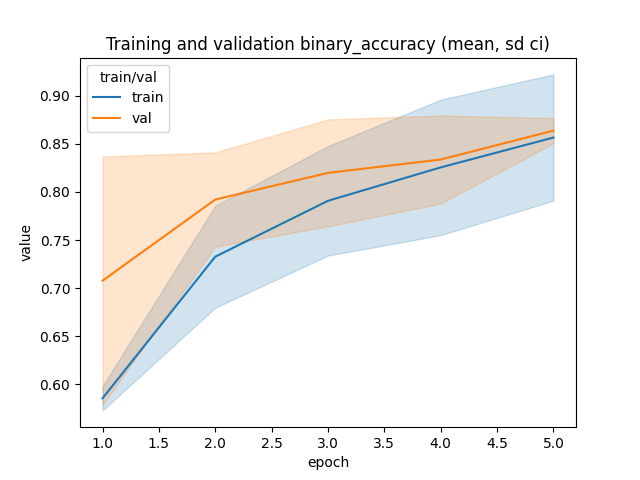 Training and validation binary_accuracy (mean, sd ci)
train/val
train
val
0.90
0.85
0.80
0.75
0.70
0.65
0.60
value
1.0 1.5 2.0 2.5 3.0 3.5 4.0 4.5 5.0
epoch